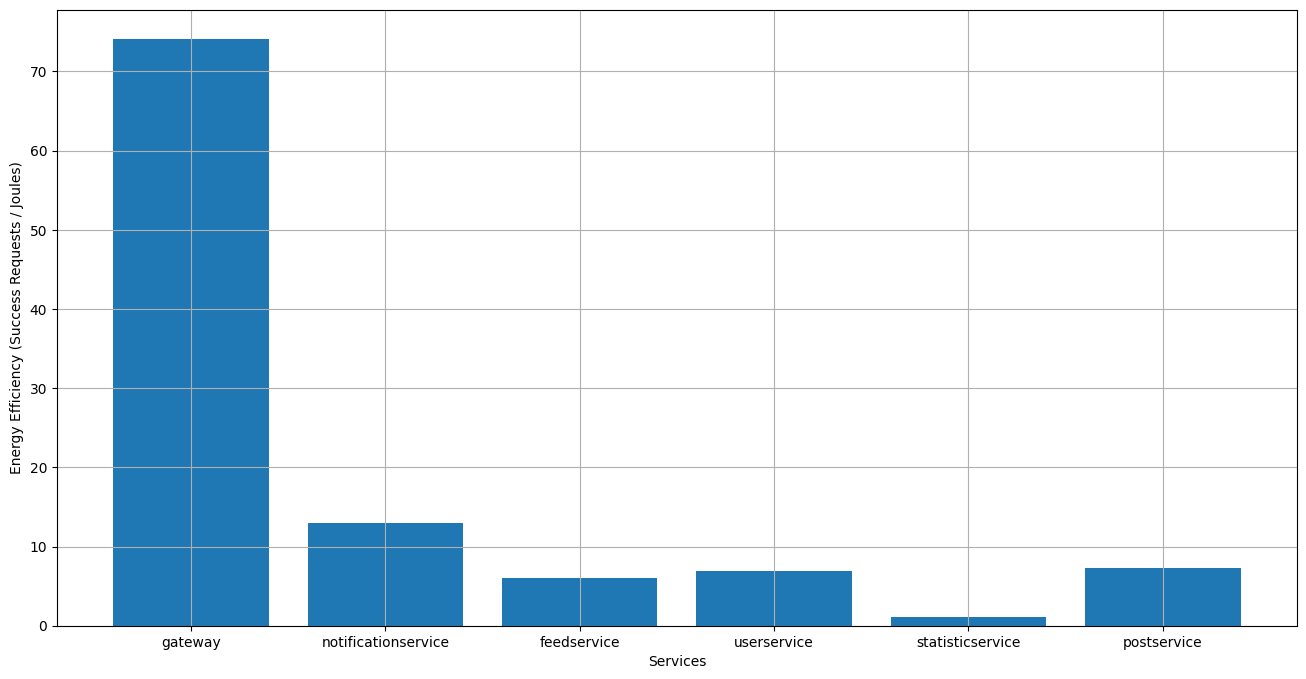 Energy Efficiency (Success Requests / Joules)
70
60
50
40
30
20
10
0
gateway notificationservice feedservice userservice statisticservice postservice
Services